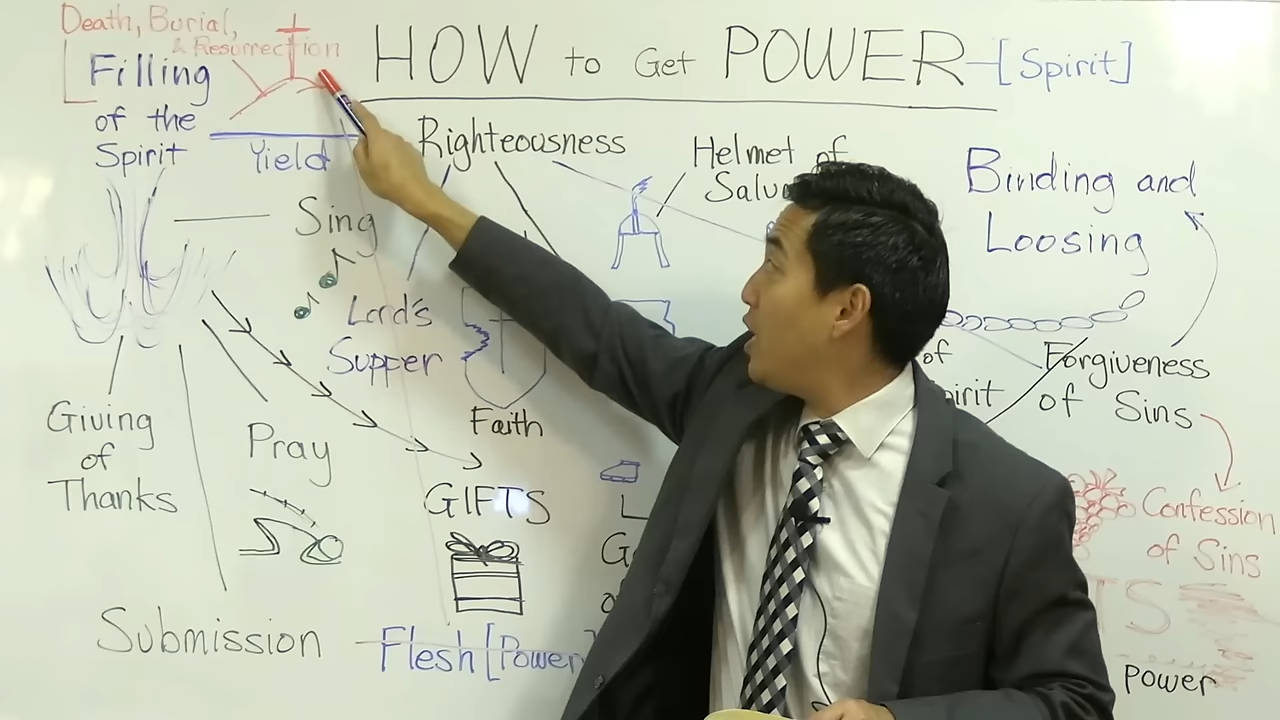 Death, Burial,
& Resurrection
HOW to Get POWER-[Spirit]
Filling
of the
Spirit
Yield
Righteousness
Helmet of
Binding and
Loosing
Sing
Lord's
Supper
Faith
of
Forgiveness
of Sins
Giving
of
Thanks
Pray
GIFTS
Confession
of Sins
Submission
Flesh [Power]
Power